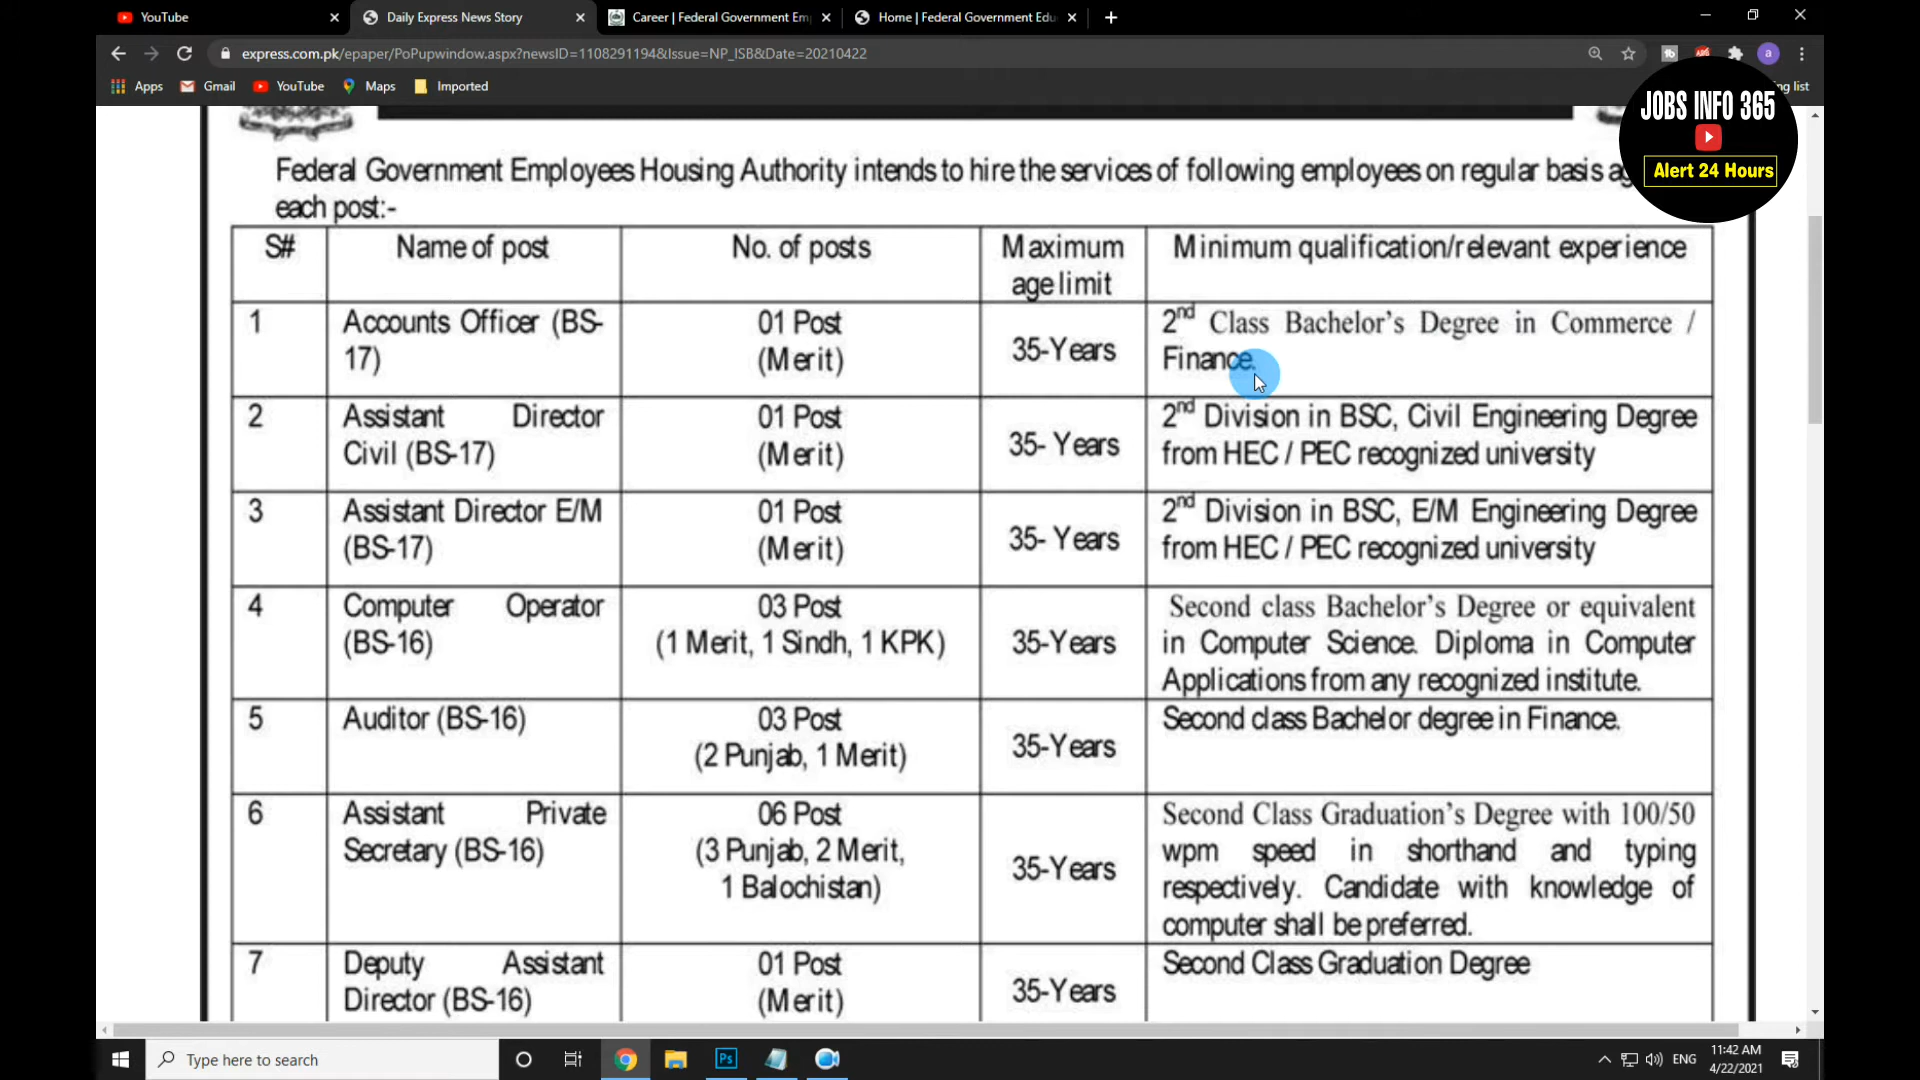 YouTube
Daily Express News Story
Career | Federal Government Em
Home | Federal Government Edu
express.com.pk/epaper/PoPupwindow.aspx?newsID=1108291194&Issue=NP_ISB&Date=20210422
Apps Gmail YouTube Maps Imported
ng list
JOBS INFO 365
Alert 24 Hours
Federal Government Employees Housing Authority intends to hire the services of following employees on regular basis ag
each post:-
S# Name of post No. of posts Maximum age limit Minimum qualification/relevant experience
1 Accounts Officer (BS-
17)
01 Post
(Merit)
35-Years
2nd Class Bachelor's Degree in Commerce /
Finance.
2 Assistant Director
Civil (BS-17)
01 Post
(Merit)
35- Years
2nd Division in BSC, Civil Engineering Degree
from HEC / PEC recognized university
3 Assistant Director E/M
(BS-17)
01 Post
(Merit)
35- Years
2nd Division in BSC, E/M Engineering Degree
from HEC / PEC recognized university
4 Computer Operator
(BS-16)
03 Post
(1 Merit, 1 Sindh, 1 KPK)
35-Years
Second class Bachelor's Degree or equivalent
in Computer Science. Diploma in Computer
Applications from any recognized institute.
5 Auditor (BS-16)
03 Post
(2 Punjab, 1 Merit)
35-Years
Second class Bachelor degree in Finance.
6 Assistant Private
Secretary (BS-16)
06 Post
(3 Punjab, 2 Merit,
1 Balochistan)
35-Years
Second Class Graduation's Degree with 100/50
wpm speed in shorthand and typing
respectively. Candidate with knowledge of
computer shall be preferred.
7 Deputy Assistant
Director (BS-16)
01 Post
(Merit)
35-Years
Second Class Graduation Degree
Type here to search
Ps
ENG
11:42 AM
4/22/2021